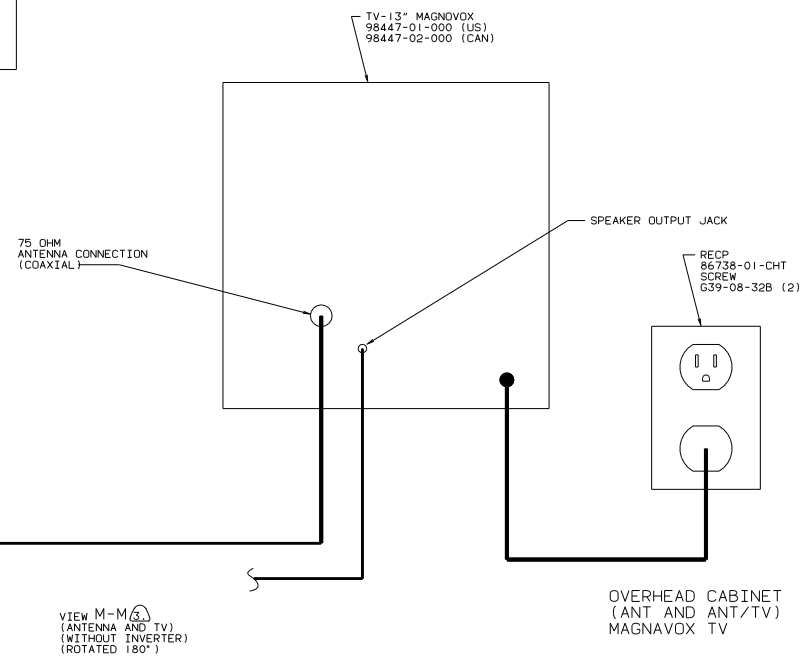 TV-13" MAGNOVOX
98447-01-000 (US)
98447-02-000 (CAN)
SPEAKER OUTPUT JACK
75 OHM
ANTENNA CONNECTION
(COAXIAL)
RECP
86738-01-CHT
SCREW
G39-08-32B (2)
OVERHEAD CABINET
(ANT AND ANT/TV)
MAGNAVOX TV
VIEW M-M 3.
(ANTENNA AND TV)
(WITHOUT INVERTER)
(ROTATED 180°)